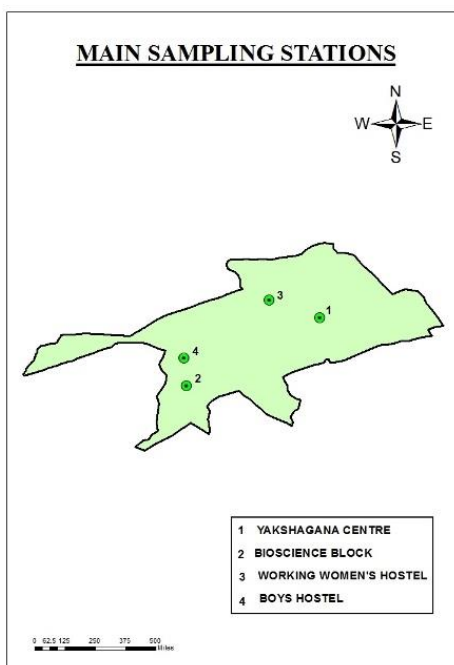 MAIN SAMPLING STATIONS
N
W E
S
3
1
4
2
1 YAKSHAGANA CENTRE
2 BIOSCIENCE BLOCK
3 WORKING WOMEN'S HOSTEL
4 BOYS HOSTEL
0 62.5 125 250 375 500
Miles